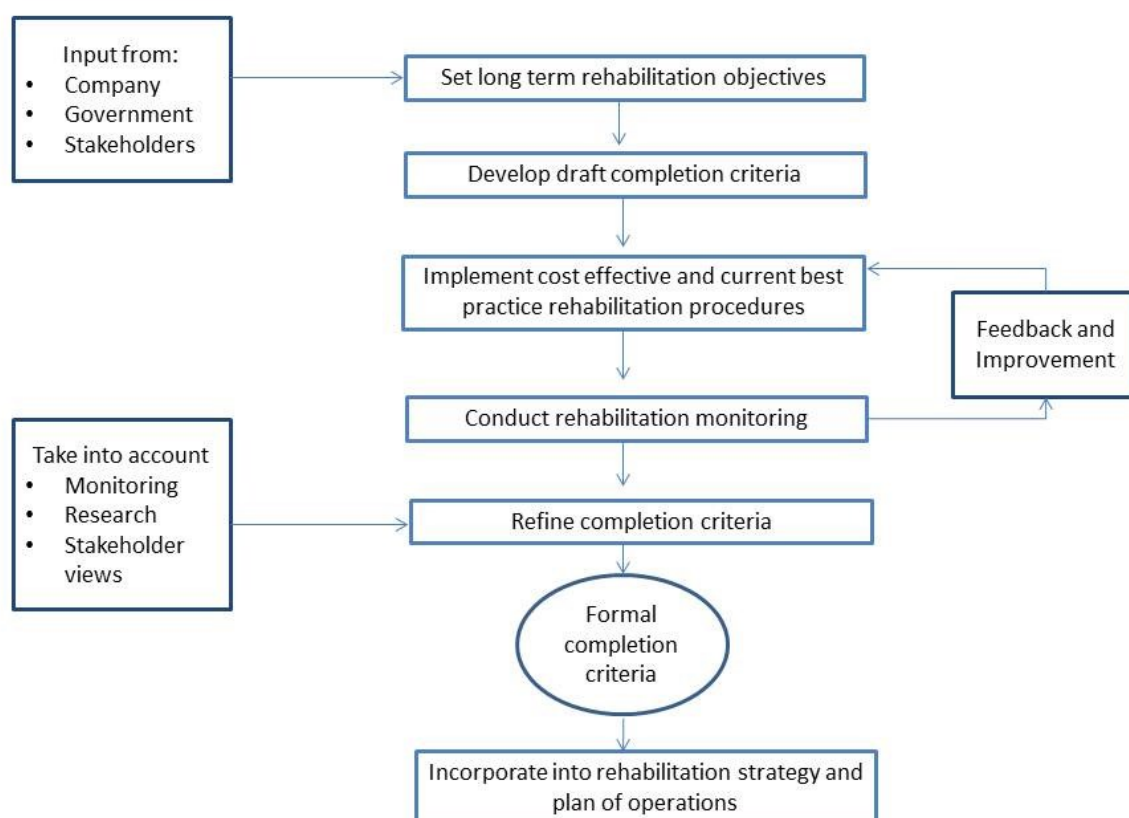 Input from:
• Company
• Government
• Stakeholders
Set long term rehabilitation objectives
Develop draft completion criteria
Implement cost effective and current best
practice rehabilitation procedures
Feedback and
Improvement
Conduct rehabilitation monitoring
Take into account
• Monitoring
• Research
• Stakeholder
views
Refine completion criteria
Formal
completion
criteria
Incorporate into rehabilitation strategy and
plan of operations